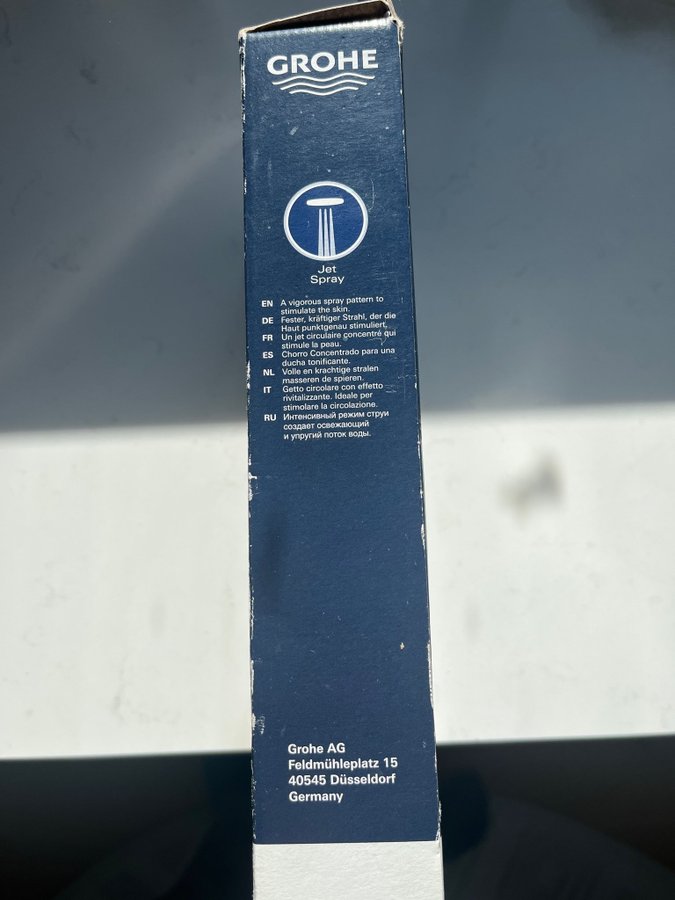 GROHE
Jet
Spray
EN A vigorous spray pattern to
stimulate the skin.
DE Fester, kräftiger Strahl, der die
Haut punktgenau stimuliert.
FR Un jet circulaire concentré qui
stimule la peau.
ES Chorro Concentrado para una
ducha tonificante.
NL Volle en krachtige stralen
masseren de spieren.
IT Getto circolare con effetto
rivitalizzante. Ideale per
stimolare la circolazione.
RU Интенсивный режим струи
создает освежающий
и упругий поток воды.
Grohe AG
Feldmühleplatz 15
40545 Düsseldorf
Germany